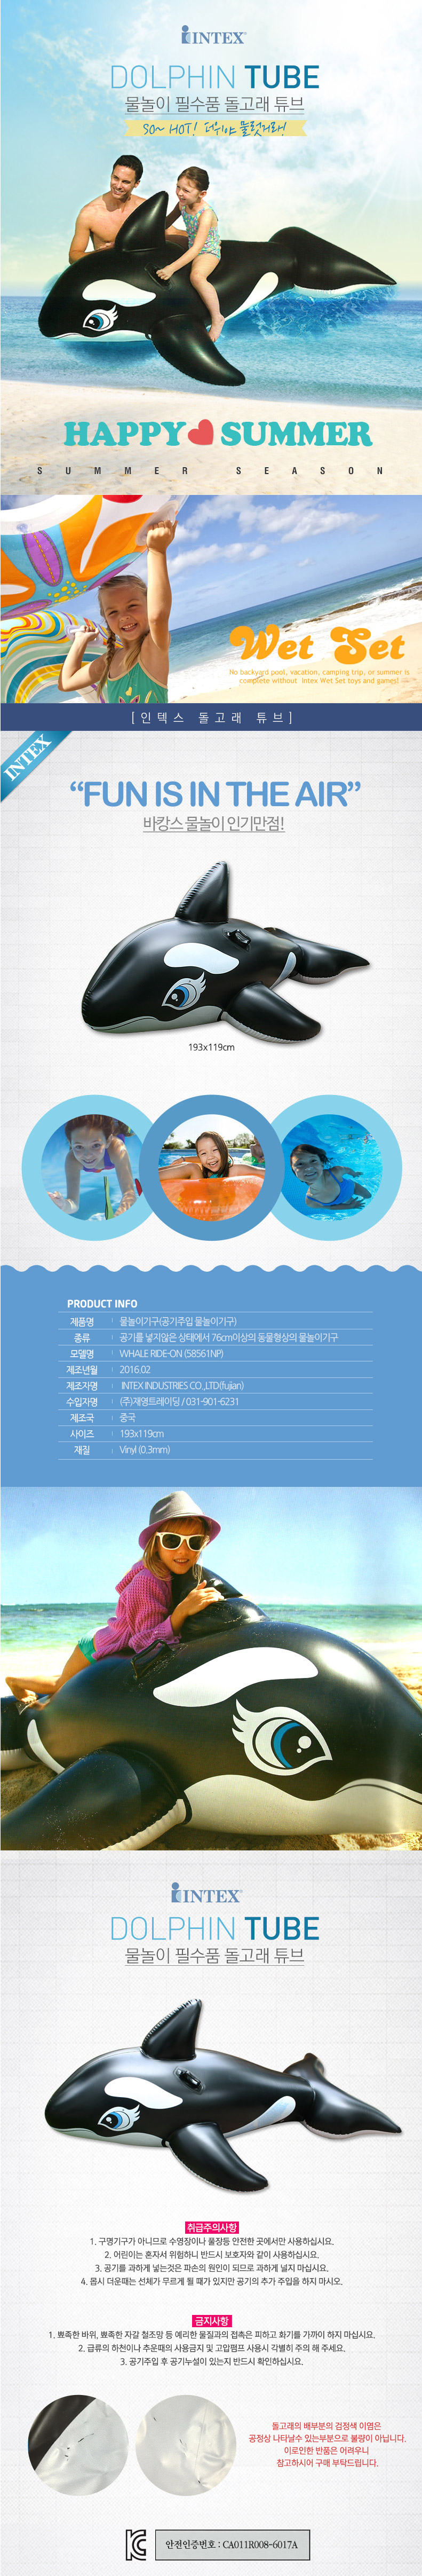 INTEX
DOLPHIN TUBE
물놀이 필수품 돌고래 튜브
SO~ HOT! 더위야 물럿거라!
HAPPY SUMMER
SUMMER SEASON
Wet Set
No backyard pool, vacation, camping trip, or summer is
complete without Intex Wet Set toys and games!
[인텍스 돌고래 튜브]
INTEX
“FUN IS IN THE AIR”
바캉스 물놀이 인기만점!
193x119cm
PRODUCT INFO
제품명 물놀이기구(공기주입 물놀이기구)
종류 공기를 넣지않은 상태에서 76cm이상의 동물형상의 물놀이기구
모델명 WHALE RIDE-ON (58561NP)
제조년월 2016.02
제조자명 INTEX INDUSTRIES CO.,LTD(fujian)
수입자명 (주)재영트레이딩 / 031-901-6231
제조국 중국
사이즈 193x119cm
재질 Vinyl (0.3mm)
INTEX
DOLPHIN TUBE
물놀이 필수품 돌고래 튜브
취급주의사항
1. 구명기구가 아니므로 수영장이나 풀장등 안전한 곳에서만 사용하십시요.
2. 어린이는 혼자서 위험하니 반드시 보호자와 같이 사용하십시요.
3. 공기를 과하게 넣는것은 파손의 원인이 되므로 과하게 넣지 마십시요.
4. 몹시 더운때는 선체가 무르게 될 때가 있지만 공기의 추가 주입을 하지 마시오.
금지사항
1. 뾰족한 바위, 뾰족한 자갈 철조망 등 예리한 물질과의 접촉은 피하고 화기를 가까이 하지 마십시요.
2. 급류의 하천이나 추운때의 사용금지 및 고압펌프 사용시 각별히 주의 해 주세요.
3. 공기주입 후 공기누설이 있는지 반드시 확인하십시요.
돌고래의 배부분의 검정색 이염은
공정상 나타날수 있는부분으로 불량이 아닙니다.
이로인한 반품은 어려우니
참고하시어 구매 부탁드립니다.
안전인증번호 : CA011R008-6017A